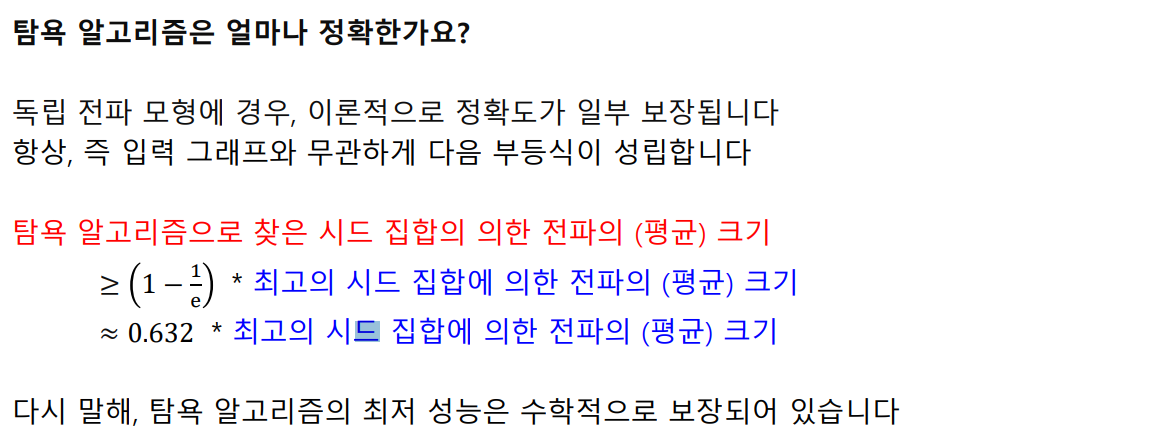 탐욕 알고리즘은 얼마나 정확한가요?
독립 전파 모형에 경우, 이론적으로 정확도가 일부 보장됩니다
항상, 즉 입력 그래프와 무관하게 다음 부등식이 성립합니다
탐욕 알고리즘으로 찾은 시드 집합의 의한 전파의 (평균) 크기
≥ (1 − 1/e) * 최고의 시드 집합에 의한 전파의 (평균) 크기
≈ 0.632 * 최고의 시드 집합에 의한 전파의 (평균) 크기
다시 말해, 탐욕 알고리즘의 최저 성능은 수학적으로 보장되어 있습니다